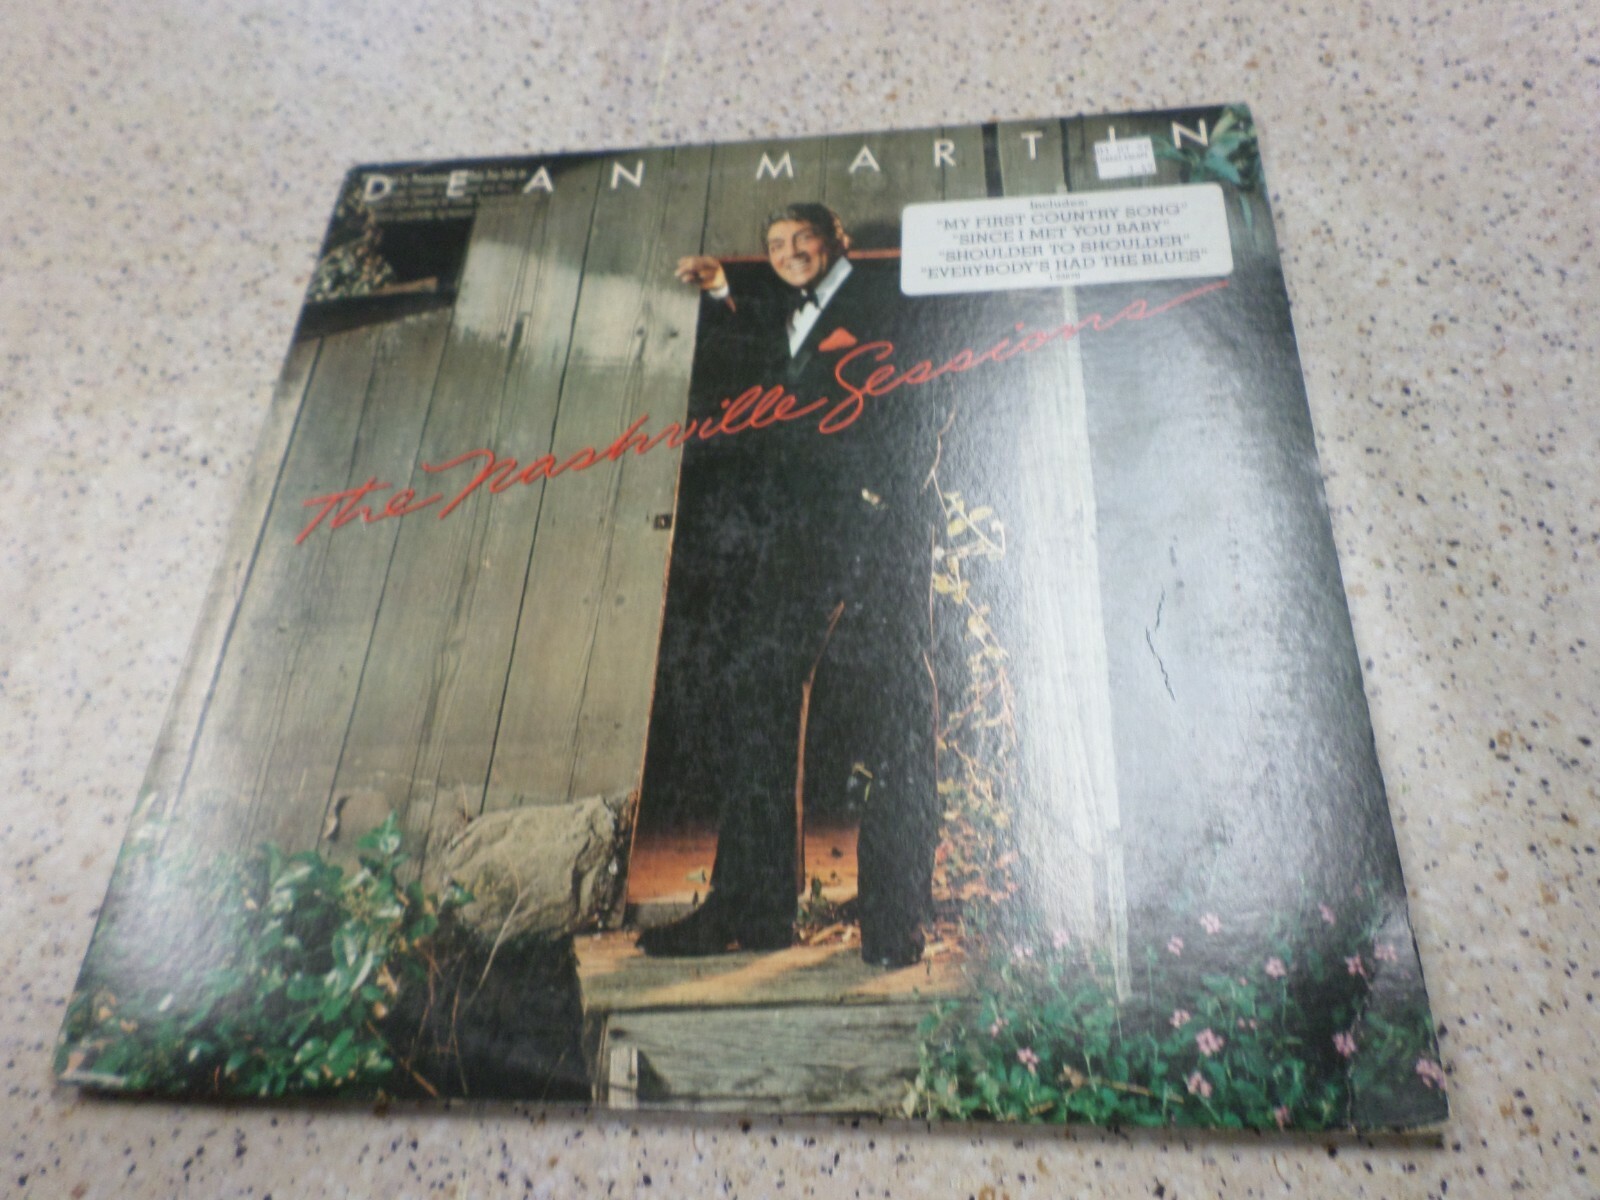 DEAN MARTIN
Includes:
"MY FIRST COUNTRY SONG"
"SINCE I MET YOU BABY"
"SHOULDER TO SHOULDER"
"EVERYBODY'S HAD THE BLUES"
The Nashville Sessions